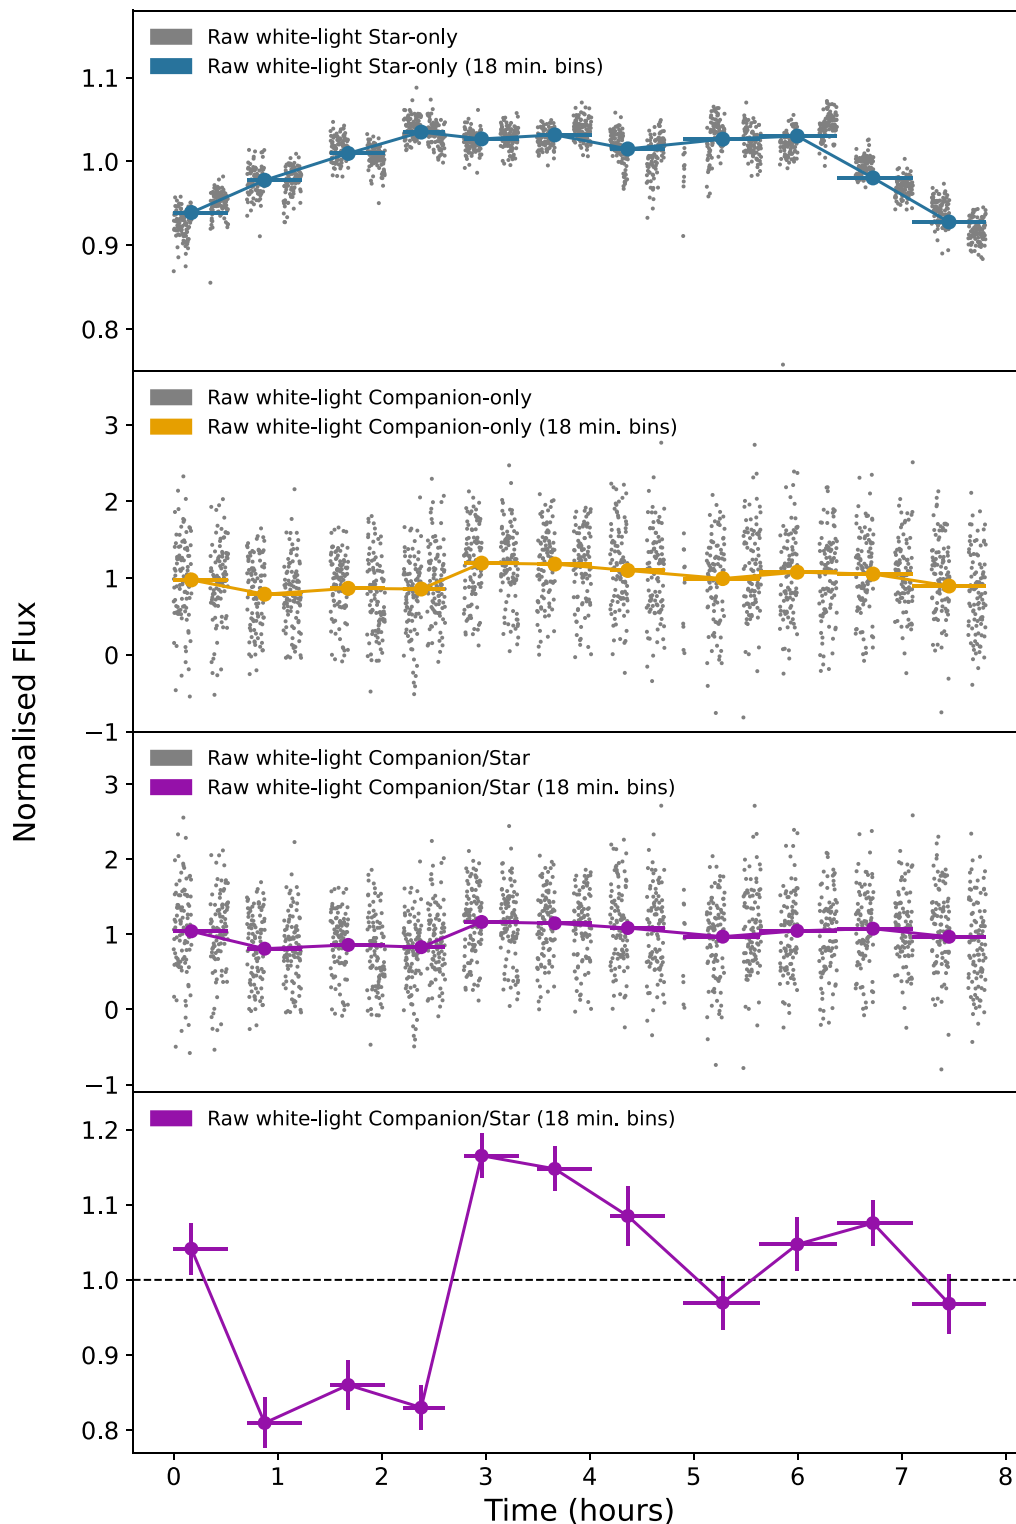 Raw white-light Star-only
Raw white-light Star-only (18 min. bins)
1.1
1.0
0.9
0.8
Raw white-light Companion-only
Raw white-light Companion-only (18 min. bins)
3
2
1
0
−1
Normalised Flux
Raw white-light Companion/Star
Raw white-light Companion/Star (18 min. bins)
3
2
1
0
−1
Raw white-light Companion/Star (18 min. bins)
1.2
1.1
1.0
0.9
0.8
0 1 2 3 4 5 6 7 8
Time (hours)